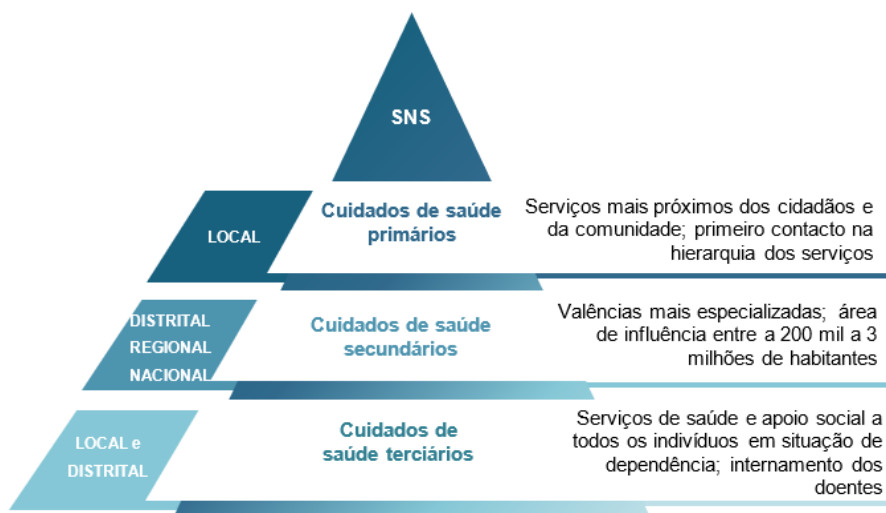 SNS
LOCAL
Cuidados de saúde
primários
Serviços mais próximos dos cidadãos e
da comunidade; primeiro contacto na
hierarquia dos serviços
DISTRITAL
REGIONAL
NACIONAL
Cuidados de saúde
secundários
Valências mais especializadas; área
de influência entre a 200 mil a 3
milhões de habitantes
LOCAL e
DISTRITAL
Cuidados de
saúde terciários
Serviços de saúde e apoio social a
todos os indivíduos em situação de
dependência; internamento dos
doentes